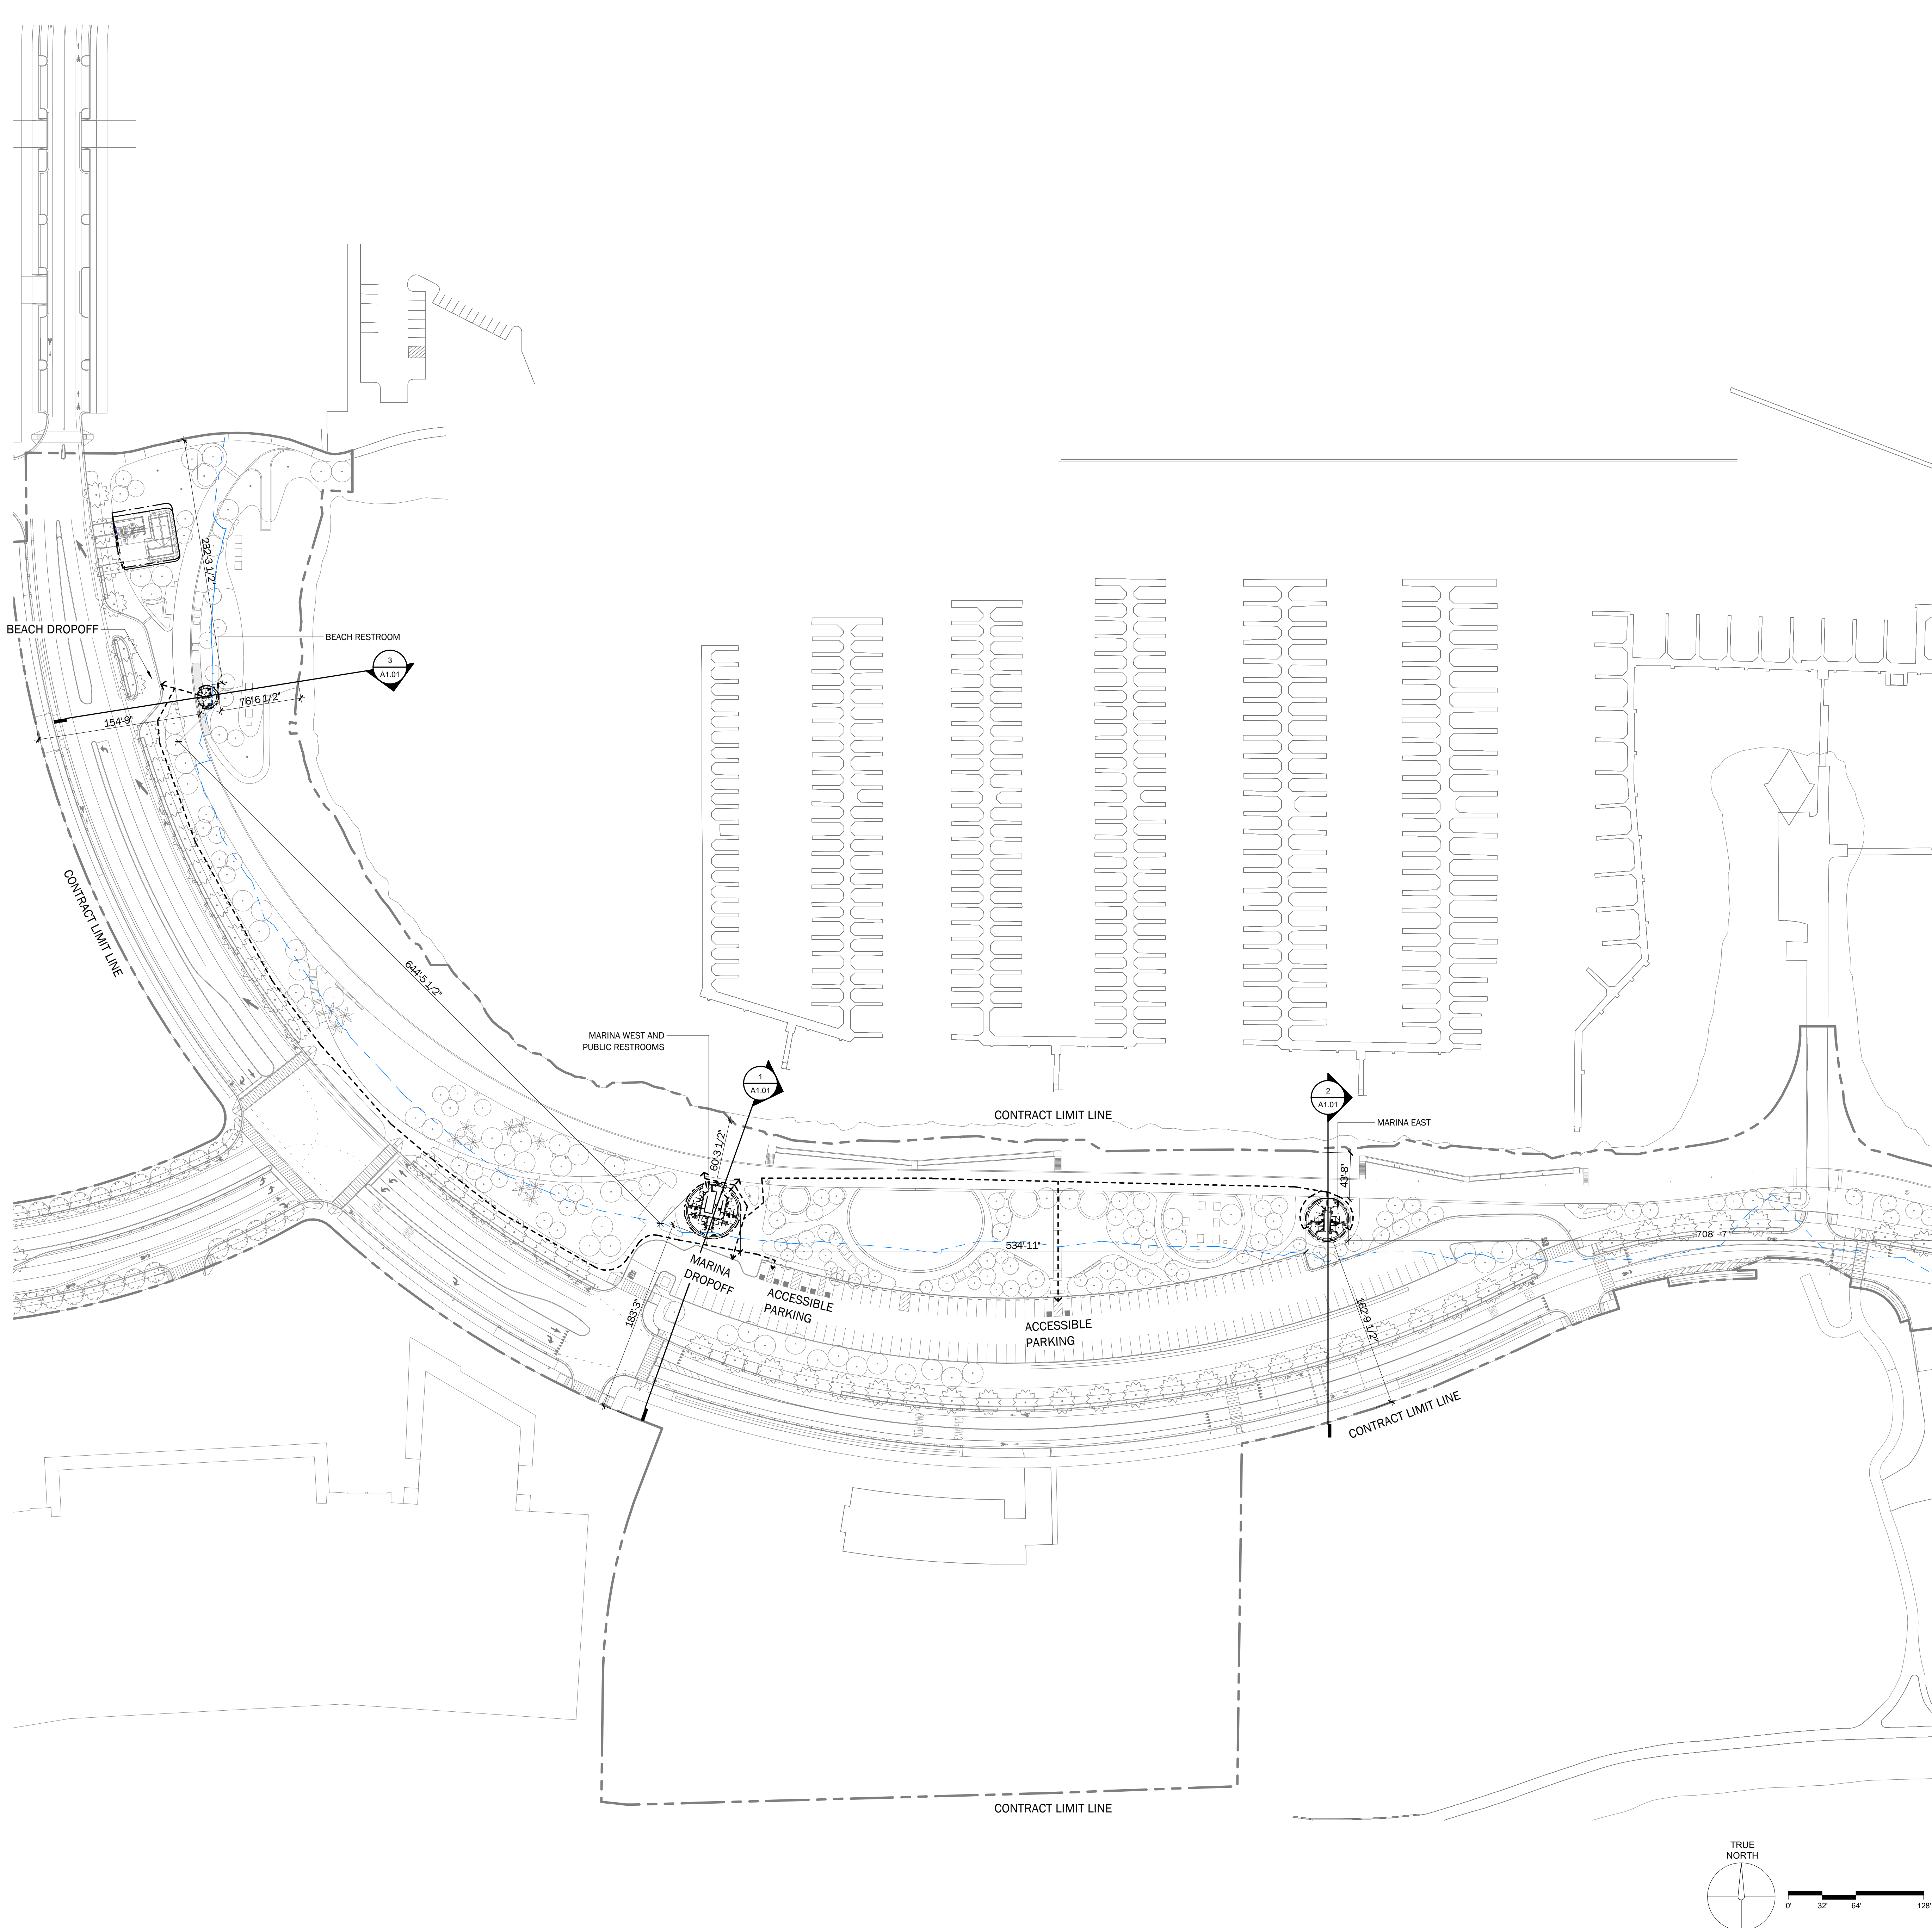 232'-3 1/2"
BEACH DROPOFF
BEACH RESTROOM
3
A1.01
76'-6 1/2"
154'-9"
CONTRACT LIMIT LINE
644'-5 1/2"
MARINA WEST AND
PUBLIC RESTROOMS
1
A1.01
2
A1.01
CONTRACT LIMIT LINE
MARINA EAST
60'-3 1/2"
43'-8"
534'-11"
708'-7"
MARINA
DROPOFF
ACCESSIBLE
PARKING
183'-3"
ACCESSIBLE
PARKING
162'-9 1/2"
CONTRACT LIMIT LINE
CONTRACT LIMIT LINE
TRUE
NORTH
0' 32' 64' 128'